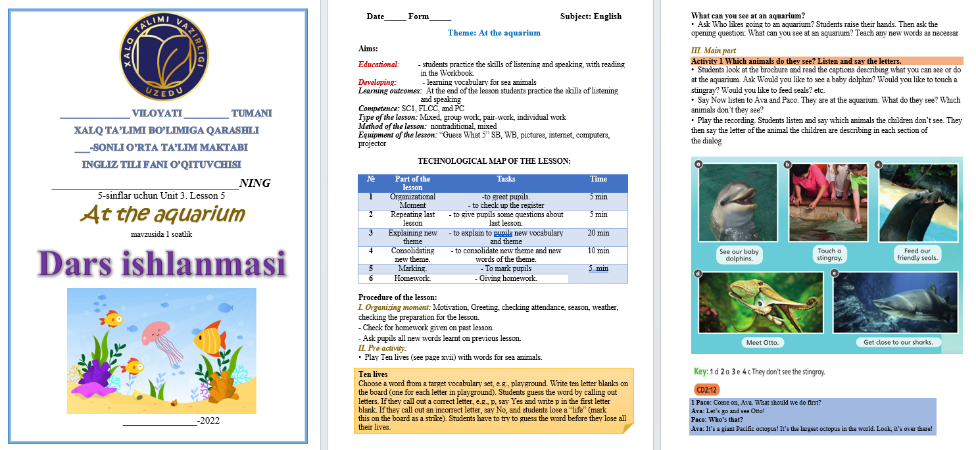 XALQ TA'LIMI VAZIRLIGI
UZEDU
____________ VILOYATI ________ TUMANI
XALQ TA'LIMI BO'LIMIGA QARASHLI
___-SONLI O'RTA TA'LIM MAKTABI
INGLIZ TILI FANI O'QITUVCHISI
______________________________NING
5-sinflar uchun Unit 3. Lesson 5
At the aquarium
mavzusida 1 soatlik
Dars ishlanmasi
______________-2022
Date_____ Form_____ Subject: English
Theme: At the aquarium
Aims:
Educational: - students practice the skills of listening and speaking, with reading
in the Workbook.
Developing: - learning vocabulary for sea animals
Learning outcomes: At the end of the lesson students practice the skills of listening
and speaking
Competence: SC1, FLCC, and PC
Type of the lesson: Mixed, group work, pair-work, individual work
Method of the lesson: nontraditional, mixed
Equipment of the lesson: "Guess What 5" SB, WB, pictures, internet, computers,
projector
TECHNOLOGICAL MAP OF THE LESSON:
№ Part of the lesson Tasks Time
1 Organizational Moment -to greet pupils. - to check up the register 5 min
2 Repeating last lesson - to give pupils some questions about last lesson. 5 min
3 Explaining new theme - to explain to pupils new vocabulary and theme 20 min
4 Consolidating new theme. - to consolidate new theme and new words of the theme. 10 min
5 Marking. - To mark pupils 5 min
6 Homework. - Giving homework.
Procedure of the lesson:
I. Organizing moment: Motivation, Greeting, checking attendance, season, weather,
checking the preparation for the lesson.
- Check for homework given on past lesson.
- Ask pupils all new words learnt on previous lesson.
II. Pre-activity:
• Play Ten lives (see page xvii) with words for sea animals.
Ten lives
Choose a word from a target vocabulary set, e.g., playground. Write ten letter blanks on
the board (one for each letter in playground). Students guess the word by calling out
letters. If they call out a correct letter, e.g., p, say Yes and write p in the first letter
blank. If they call out an incorrect letter, say No, and students lose a "life" (mark
this on the board as a strike). Students have to try to guess the word before they lose all
their lives.
What can you see at an aquarium?
• Ask Who likes going to an aquarium? Students raise their hands. Then ask the
opening question: What can you see at an aquarium? Teach any new words as necessar
III. Main part
Activity 1 Which animals do they see? Listen and say the letters.
• Students look at the brochure and read the captions describing what you can see or do
at the aquarium. Ask Would you like to see a baby dolphin? Would you like to touch a
stingray? Would you like to feed seals? etc.
• Say Now listen to Ava and Paco. They are at the aquarium. What do they see? Which
animals don't they see?
• Play the recording. Students listen and say which animals the children don't see. They
then say the letter of the animal the children are describing in each section of
the dialog
a
b
c
See our baby dolphins.
Touch a stingray.
Feed our friendly seals.
d
e
Meet Otto.
Get close to our sharks.
Key: 1 d 2 a 3 e 4 c They don't see the stingray.
CD2:12
1 Paco: Come on, Ava. What should we do first?
Ava: Let's go and see Otto!
Paco: Who's that?
Ava: It's a giant Pacific octopus! It's the largest octopus in the world. Look, it's over there!